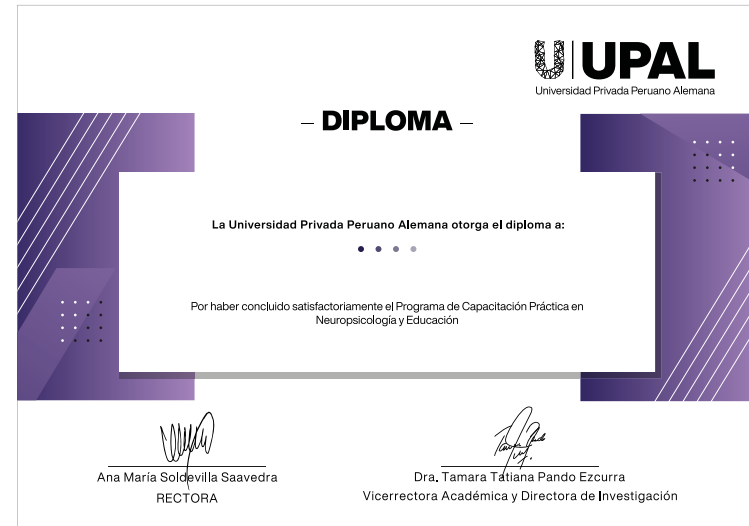 UPAL
Universidad Privada Peruano Alemana
– DIPLOMA –
La Universidad Privada Peruano Alemana otorga el diploma a:
Por haber concluido satisfactoriamente el Programa de Capacitación Práctica en
Neuropsicología y Educación
Ana María Soldevilla Saavedra
RECTORA
Dra. Tamara Tatiana Pando Ezcurra
Vicerrectora Académica y Directora de Investigación